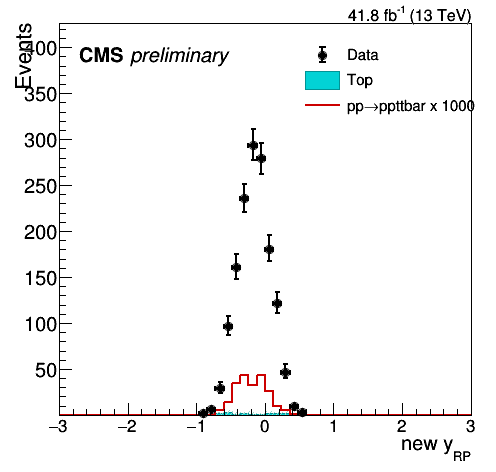 41.8 fb⁻¹ (13 TeV)
Events
CMS preliminary
Data
Top
pp→ppttbar x 1000
400
350
300
250
200
150
100
50
−3 −2 −1 0 1 2 3
new y_RP